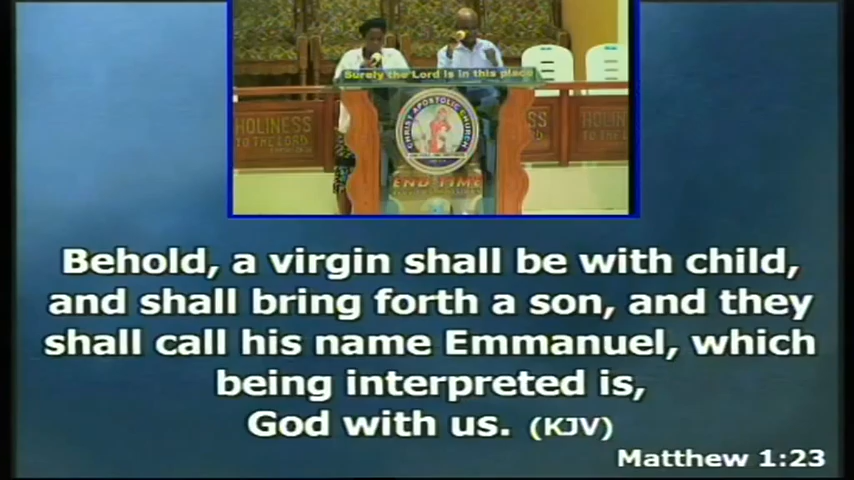 Surely the Lord is in this place
HOLINESS
TO THE LORD
HOLINESS
CHRIST APOSTOLIC CHURCH
END TIME
Behold, a virgin shall be with child,
and shall bring forth a son, and they
shall call his name Emmanuel, which
being interpreted is,
God with us. (KJV)
Matthew 1:23